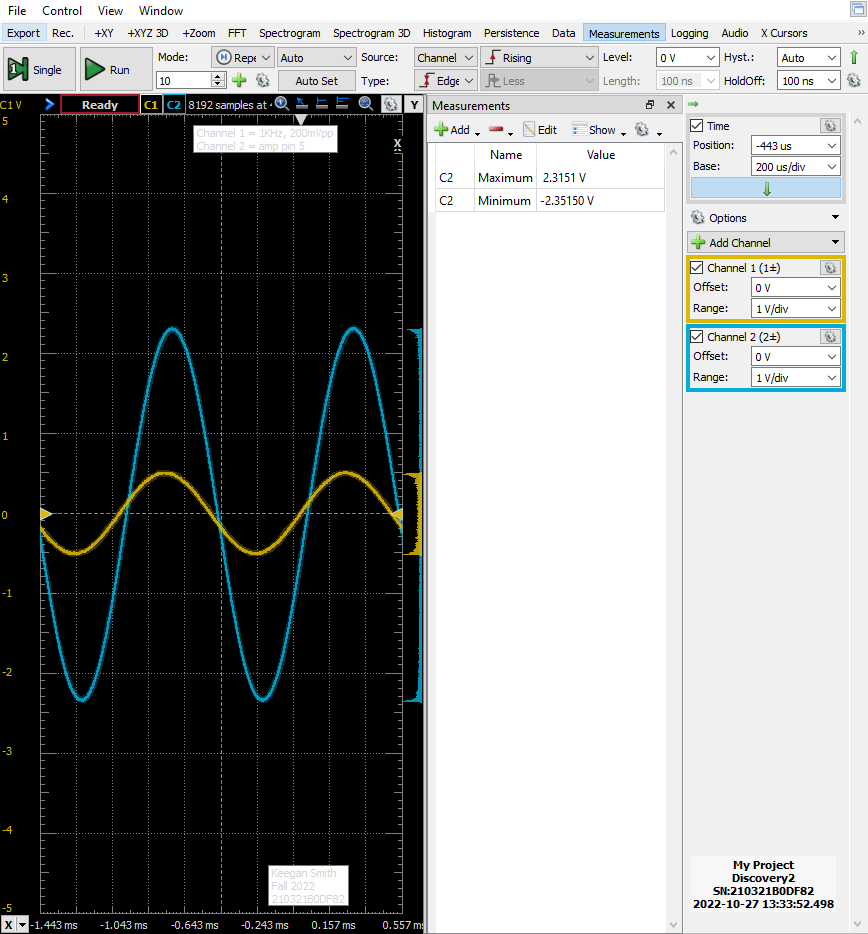 File Control View Window
Export Rec. +XY +XYZ 3D +Zoom FFT Spectrogram Spectrogram 3D Histogram Persistence Data Measurements Logging Audio X Cursors »
Single Run Mode: Repe Auto Source: Channel Rising Level: 0 V Hyst.: Auto
10 Auto Set Type: Edge Less Length: 100 ns HoldOff: 100 ns
C1 V Ready C1 C2 8192 samples at Y
Channel 1 = 1KHz, 200mVpp
Channel 2 = amp pin 5
X
5
4
3
2
1
0
-1
-2
-3
-4
-5
Keegan Smith
Fall 2022
210321B0DF82
X -1.443 ms -1.043 ms -0.643 ms -0.243 ms 0.157 ms 0.557 ms
Measurements
Add Edit Show
Name Value
C2 Maximum 2.3151 V
C2 Minimum -2.35150 V
Time
Position: -443 us
Base: 200 us/div
Options
Add Channel
Channel 1 (1±)
Offset: 0 V
Range: 1 V/div
Channel 2 (2±)
Offset: 0 V
Range: 1 V/div
My Project
Discovery2
SN:210321B0DF82
2022-10-27 13:33:52.498